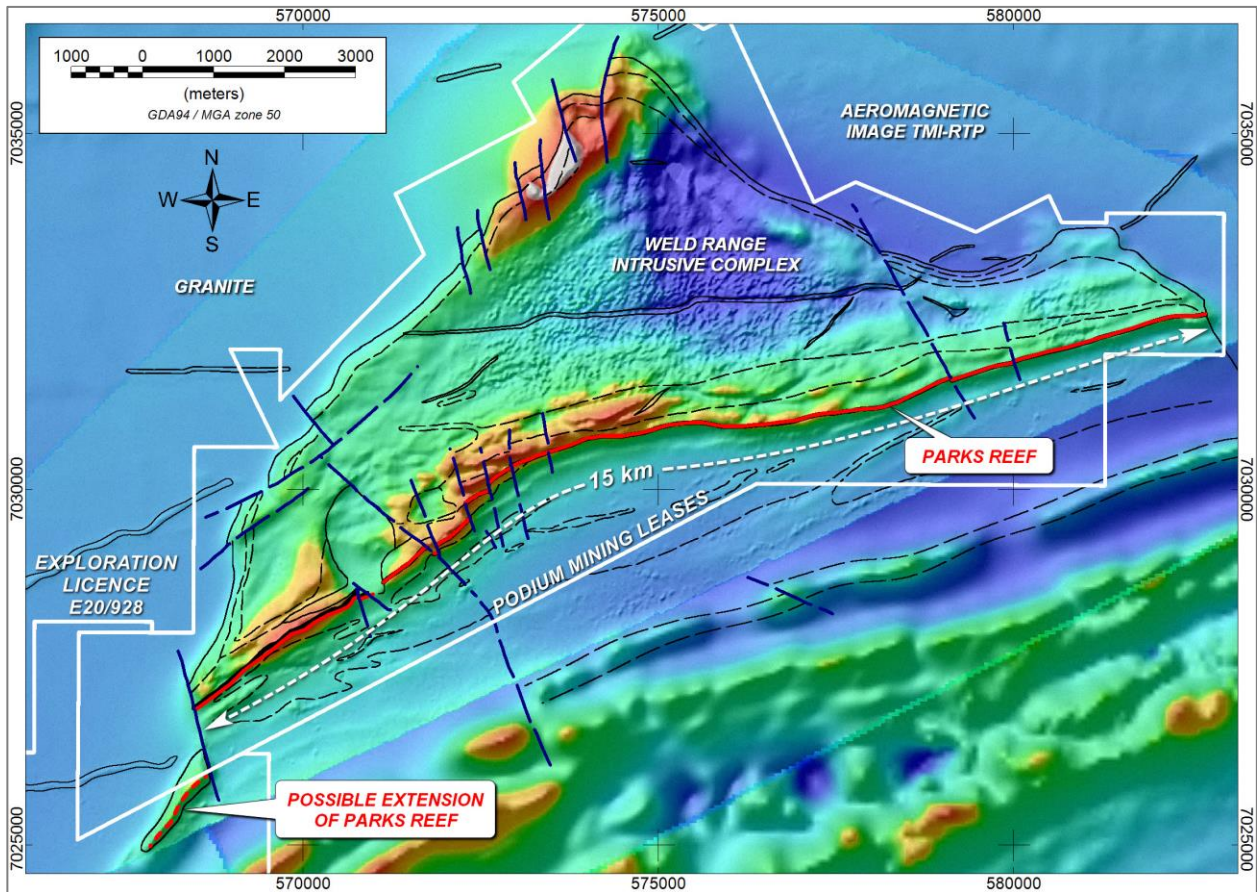 570000
575000
580000
1000 0 1000 2000 3000
(meters)
GDA94 / MGA zone 50
7035000
7035000
AEROMAGNETIC
IMAGE TMI-RTP
N
W E
S
WELD RANGE
INTRUSIVE COMPLEX
GRANITE
PARKS REEF
15 km
7030000
7030000
PODIUM MINING LEASES
EXPLORATION
LICENCE
E20/928
POSSIBLE EXTENSION
OF PARKS REEF
7025000
7025000
570000
575000
580000